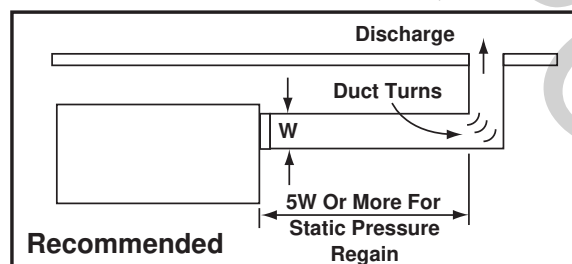 Discharge
Duct Turns
W
5W Or More For
Static Pressure
Regain
Recommended